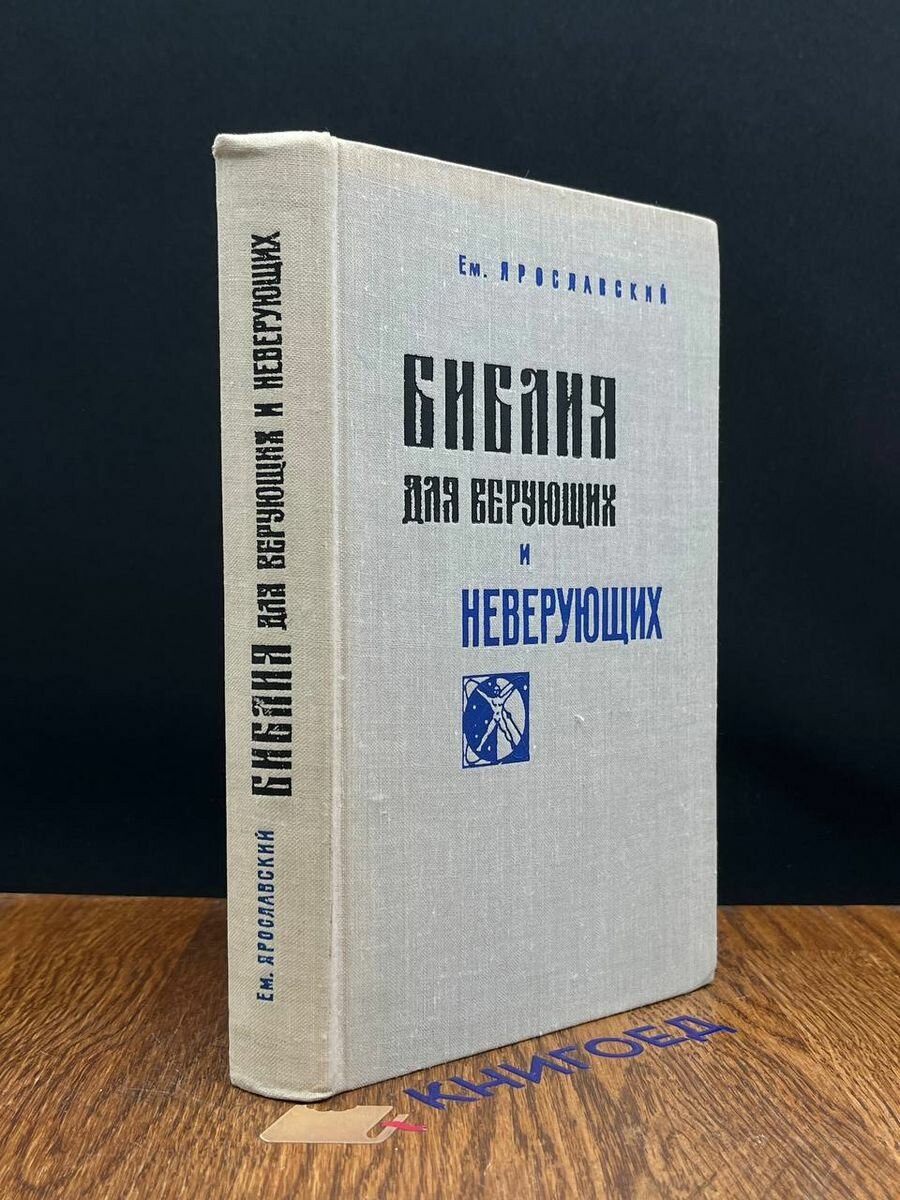 Ем. ЯРОСЛАВСКИЙ
БИБЛИЯ ДЛЯ ВЕРУЮЩИХ И НЕВЕРУЮЩИХ
Ем. ЯРОСЛАВСКИЙ
БИБЛИЯ
ДЛЯ ВЕРУЮЩИХ
И
НЕВЕРУЮЩИХ
КНИГОЕД